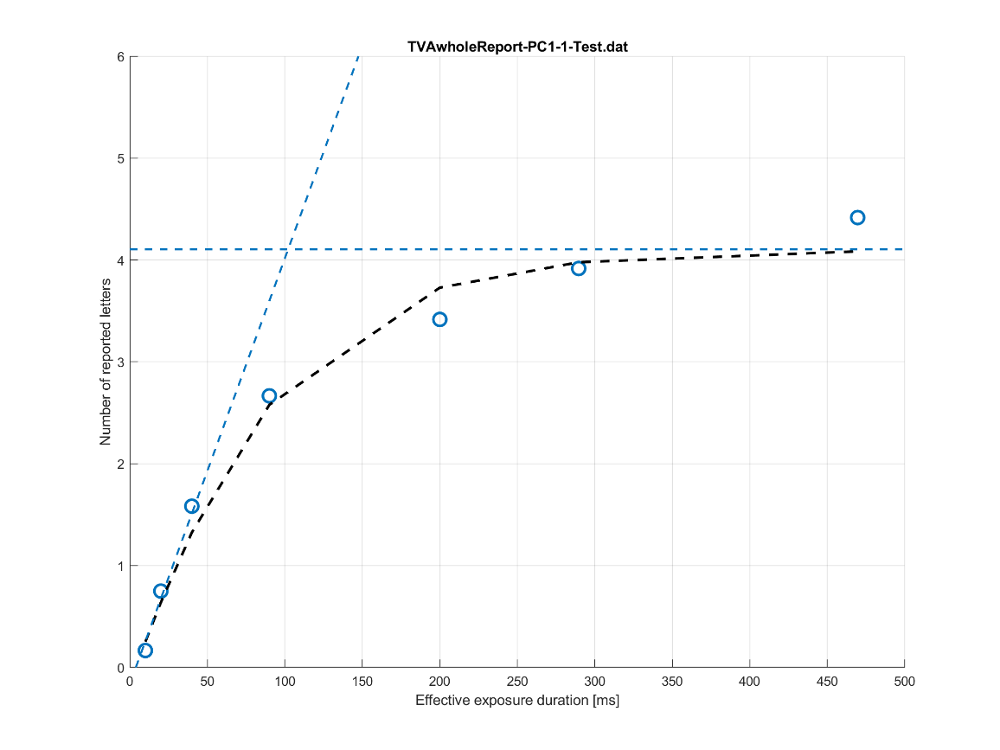 TVAwholeReport-PC1-1-Test.dat
6
5
4
3
2
1
0
Number of reported letters
0 50 100 150 200 250 300 350 400 450 500
Effective exposure duration [ms]